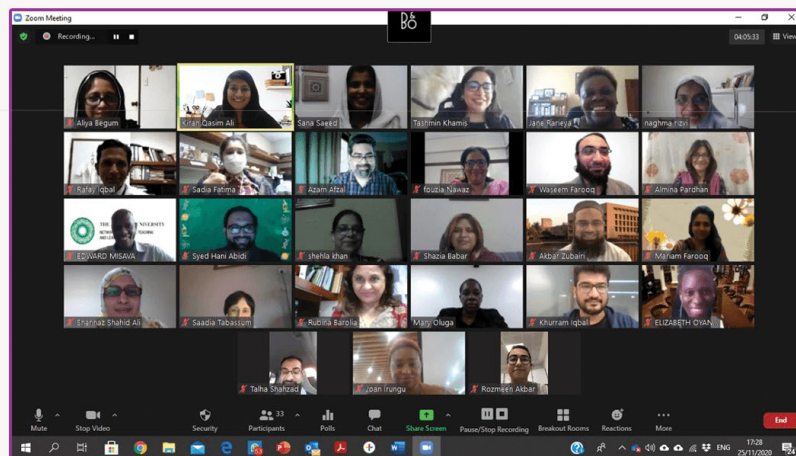 B&O
Zoom Meeting
Recording...
04:05:33
View
Aliya Begum
Kiran Qasim Ali
Sana Saeed
Tashmin Khamis
Jane Rarieya
naghma rizvi
Rafay Iqbal
Sadia Fatima
Azam Afzal
fouzia Nawaz
Waseem Farooq
Almina Pardhan
EDWARD MISAVA
Syed Hani Abidi
shehla khan
Shazia Babar
Akbar Zubairi
Mariam Farooq
Shahnaz Shahid Ali
Saadia Tabassum
Rubina Barolia
Mary Oluga
Khurram Iqbal
ELIZABETH OYAN
Talha Shahzad
Joan Irungu
Rozmeen Akbar
Mute
Stop Video
Security
Participants
33
Polls
Chat
Share Screen
Pause/Stop Recording
Breakout Rooms
Reactions
More
End
ENG
17:28
25/11/2020
24